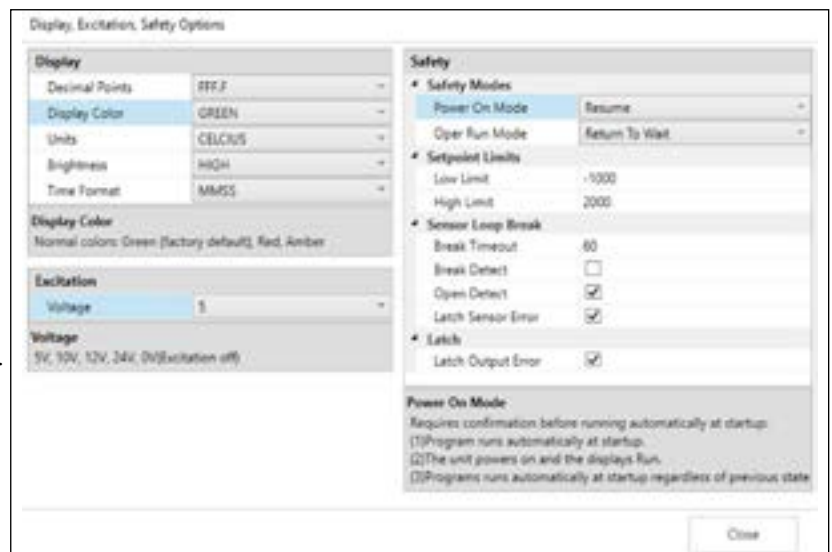 Display, Excitation, Safety Options
Display
Decimal Points FFF.F
Display Color GREEN
Units CELCIUS
Brightness HIGH
Time Format MMSS
Display Color
Normal colors: Green (factory default), Red, Amber
Excitation
Voltage 5
Voltage
5V, 10V, 12V, 24V, 0V(Excitation off)
Safety
Safety Modes
Power On Mode Resume
Oper Run Mode Return To Wait
Setpoint Limits
Low Limit -1000
High Limit 2000
Sensor Loop Break
Break Timeout 60
Break Detect
Open Detect
Latch Sensor Error
Latch
Latch Output Error
Power On Mode
Requires confirmation before running automatically at startup.
(1)Program runs automatically at startup.
(2)The unit powers on and the displays Run.
(3)Programs runs automatically at startup regardless of previous state
Close